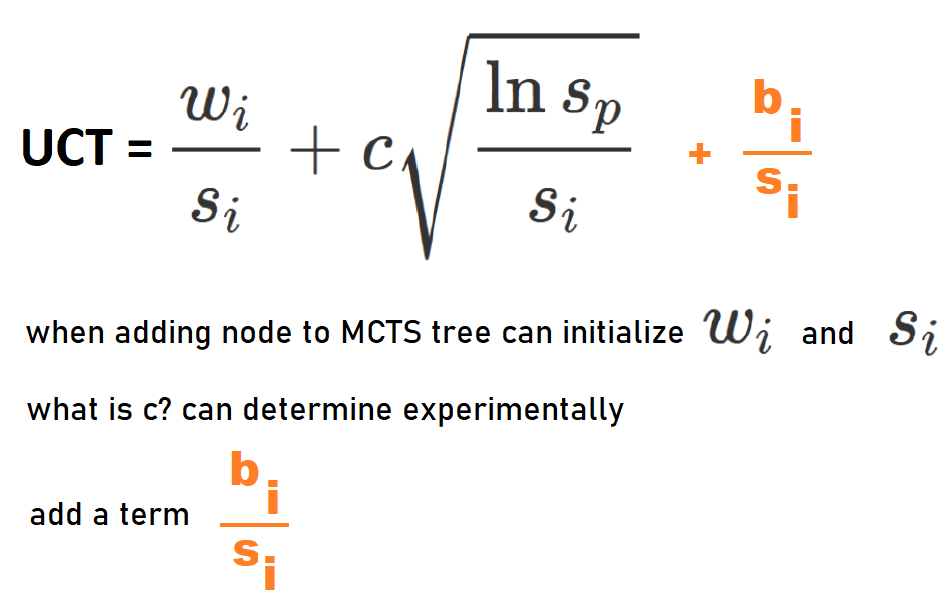 UCT = w_i / s_i + c √(ln s_p / s_i) + b_i / s_i
when adding node to MCTS tree can initialize w_i and s_i
what is c? can determine experimentally
add a term b_i / s_i